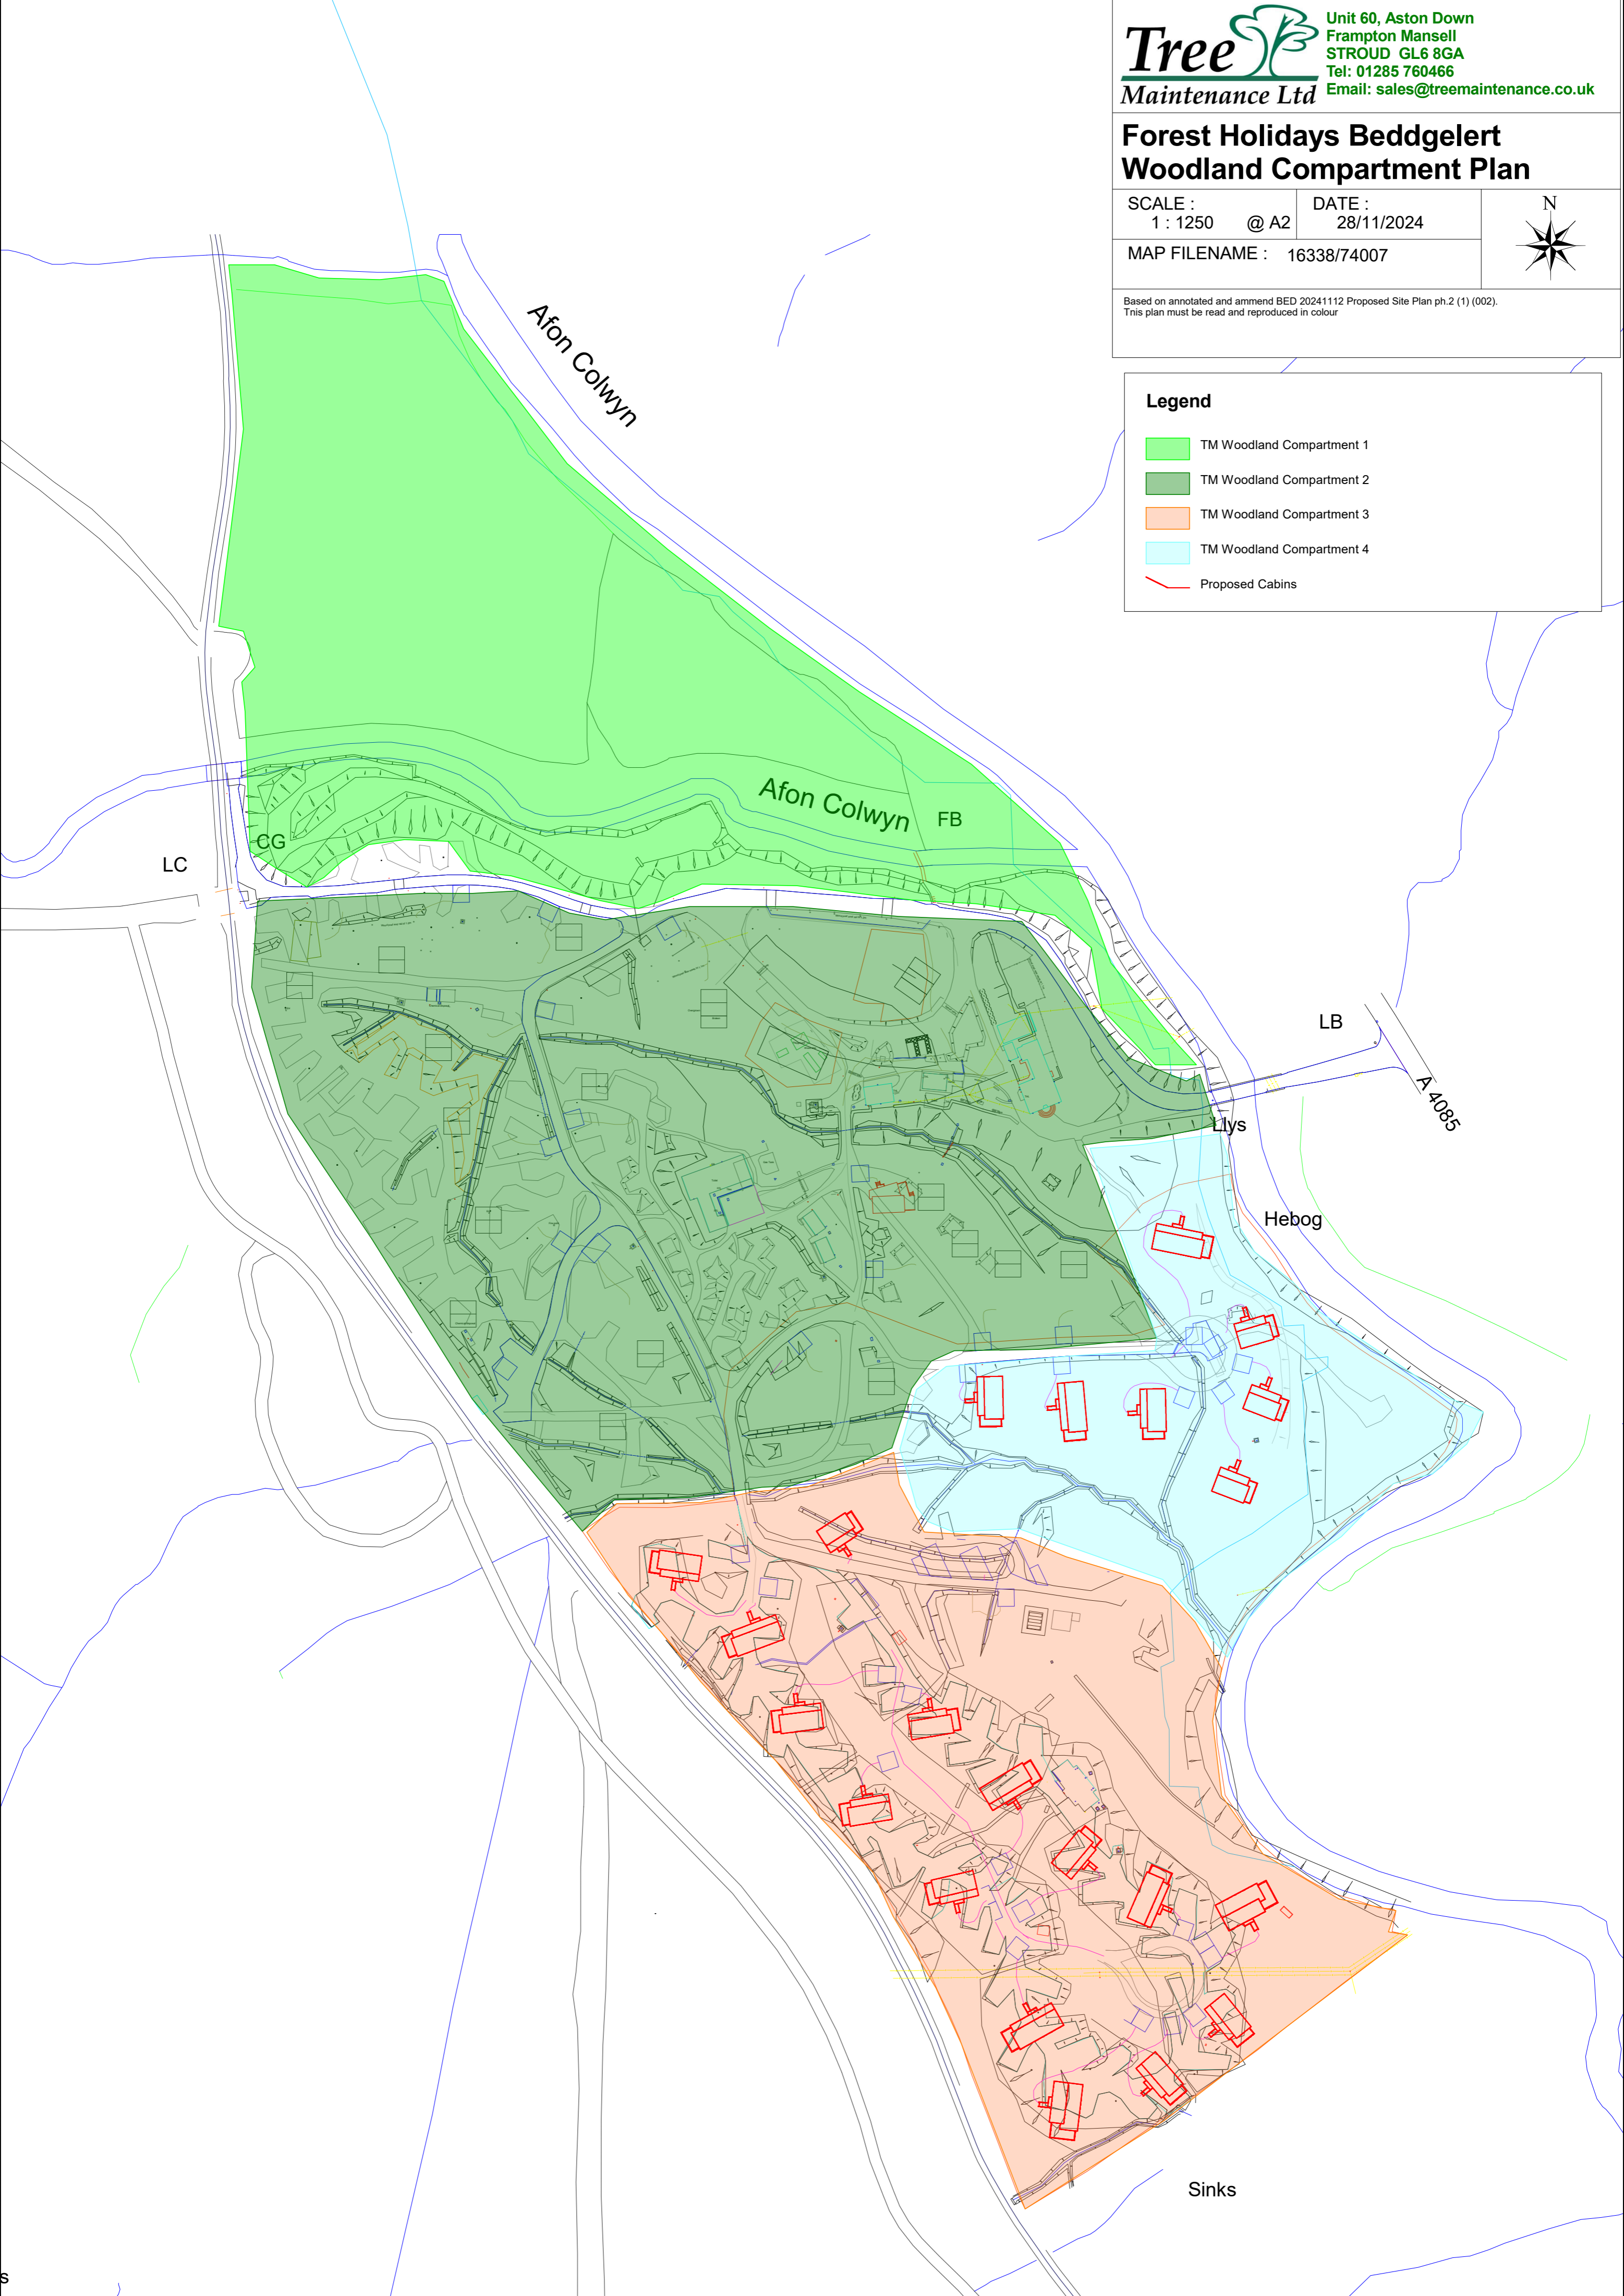 Tree
Maintenance Ltd
Unit 60, Aston Down
Frampton Mansell
STROUD GL6 8GA
Tel: 01285 760466
Email: sales@treemaintenance.co.uk
Forest Holidays Beddgelert
Woodland Compartment Plan
SCALE :
1 : 1250 @ A2
DATE :
28/11/2024
N
MAP FILENAME : 16338/74007
Based on annotated and ammend BED 20241112 Proposed Site Plan ph.2 (1) (002).
Tnis plan must be read and reproduced in colour
Legend
TM Woodland Compartment 1
TM Woodland Compartment 2
TM Woodland Compartment 3
TM Woodland Compartment 4
Proposed Cabins
Afon Colwyn
Afon Colwyn
FB
CG
LC
LB
A 4085
Llys
Hebog
Sinks
s